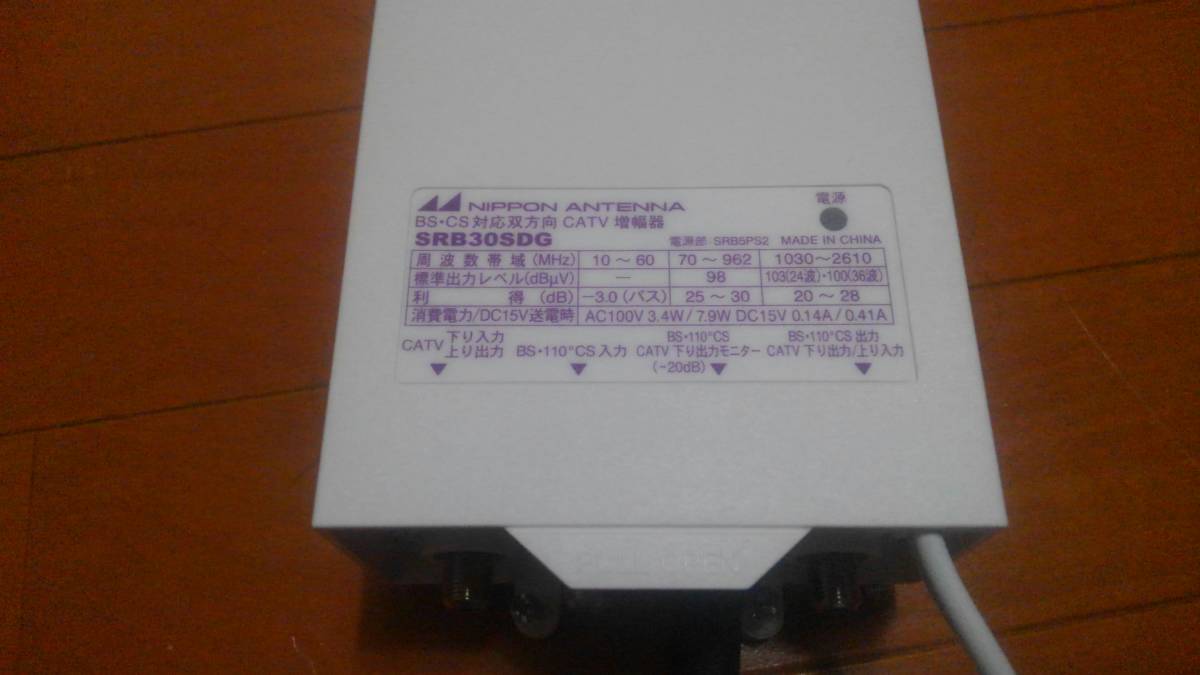 NIPPON ANTENNA 電源
BS・CS対応双方向 CATV 増幅器
SRB30SDG 電源部 SRB5PS2 MADE IN CHINA
周波数帯域(MHz) 10〜60 70〜962 1030〜2610
標準出力レベル(dBμV) — 98 103(24波)・100(36波)
利得(dB) −3.0(パス) 25〜30 20〜28
消費電力/DC15V送電時 AC100V 3.4W/7.9W DC15V 0.14A/0.41A
CATV 下り入力 上り出力
BS・110°CS入力
BS・110°CS
CATV 下り出力モニター
(−20dB)
BS・110°CS出力
CATV 下り出力/上り入力